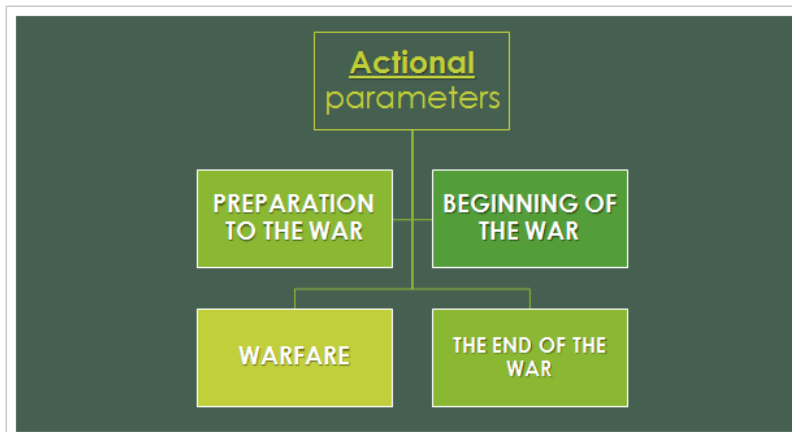 Actional
parameters
PREPARATION
TO THE WAR
BEGINNING OF
THE WAR
WARFARE
THE END OF THE
WAR